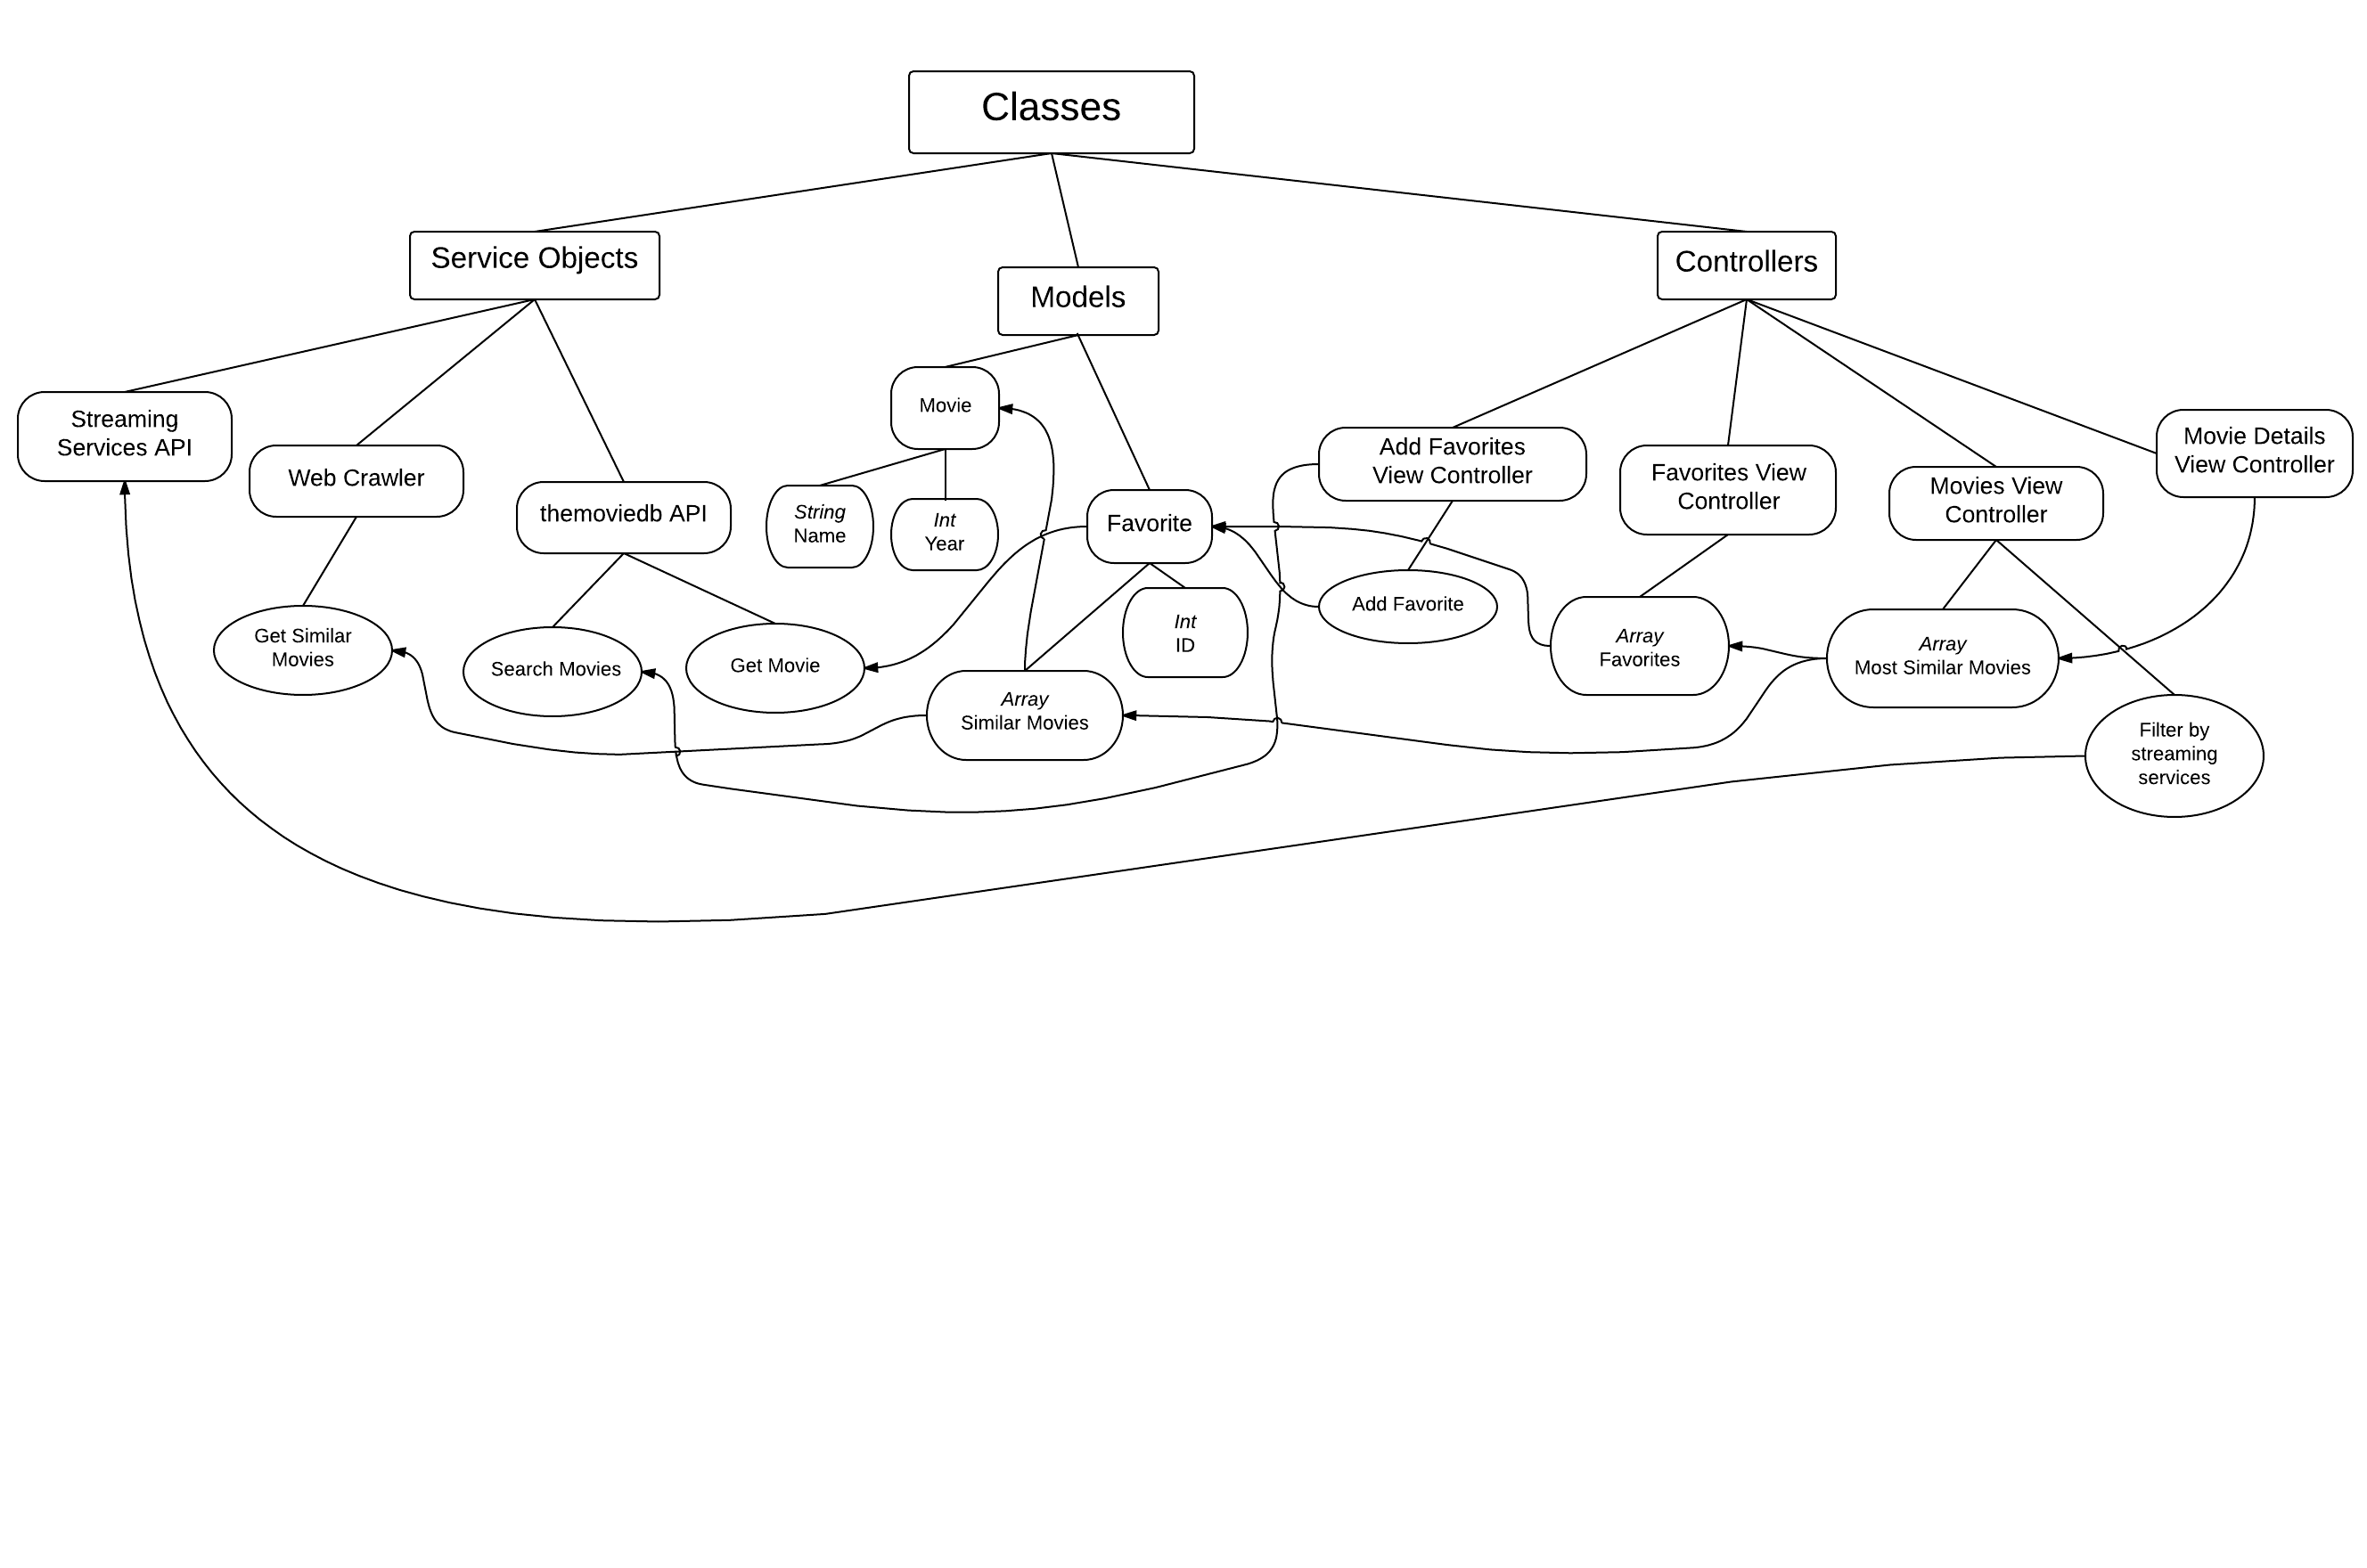 Classes
Service Objects
Models
Controllers
Streaming
Services API
Web Crawler
themoviedb API
Movie
String
Name
Int
Year
Favorite
Int
ID
Add Favorites
View Controller
Favorites View
Controller
Movies View
Controller
Movie Details
View Controller
Get Similar
Movies
Search Movies
Get Movie
Array
Similar Movies
Add Favorite
Array
Favorites
Array
Most Similar Movies
Filter by
streaming
services